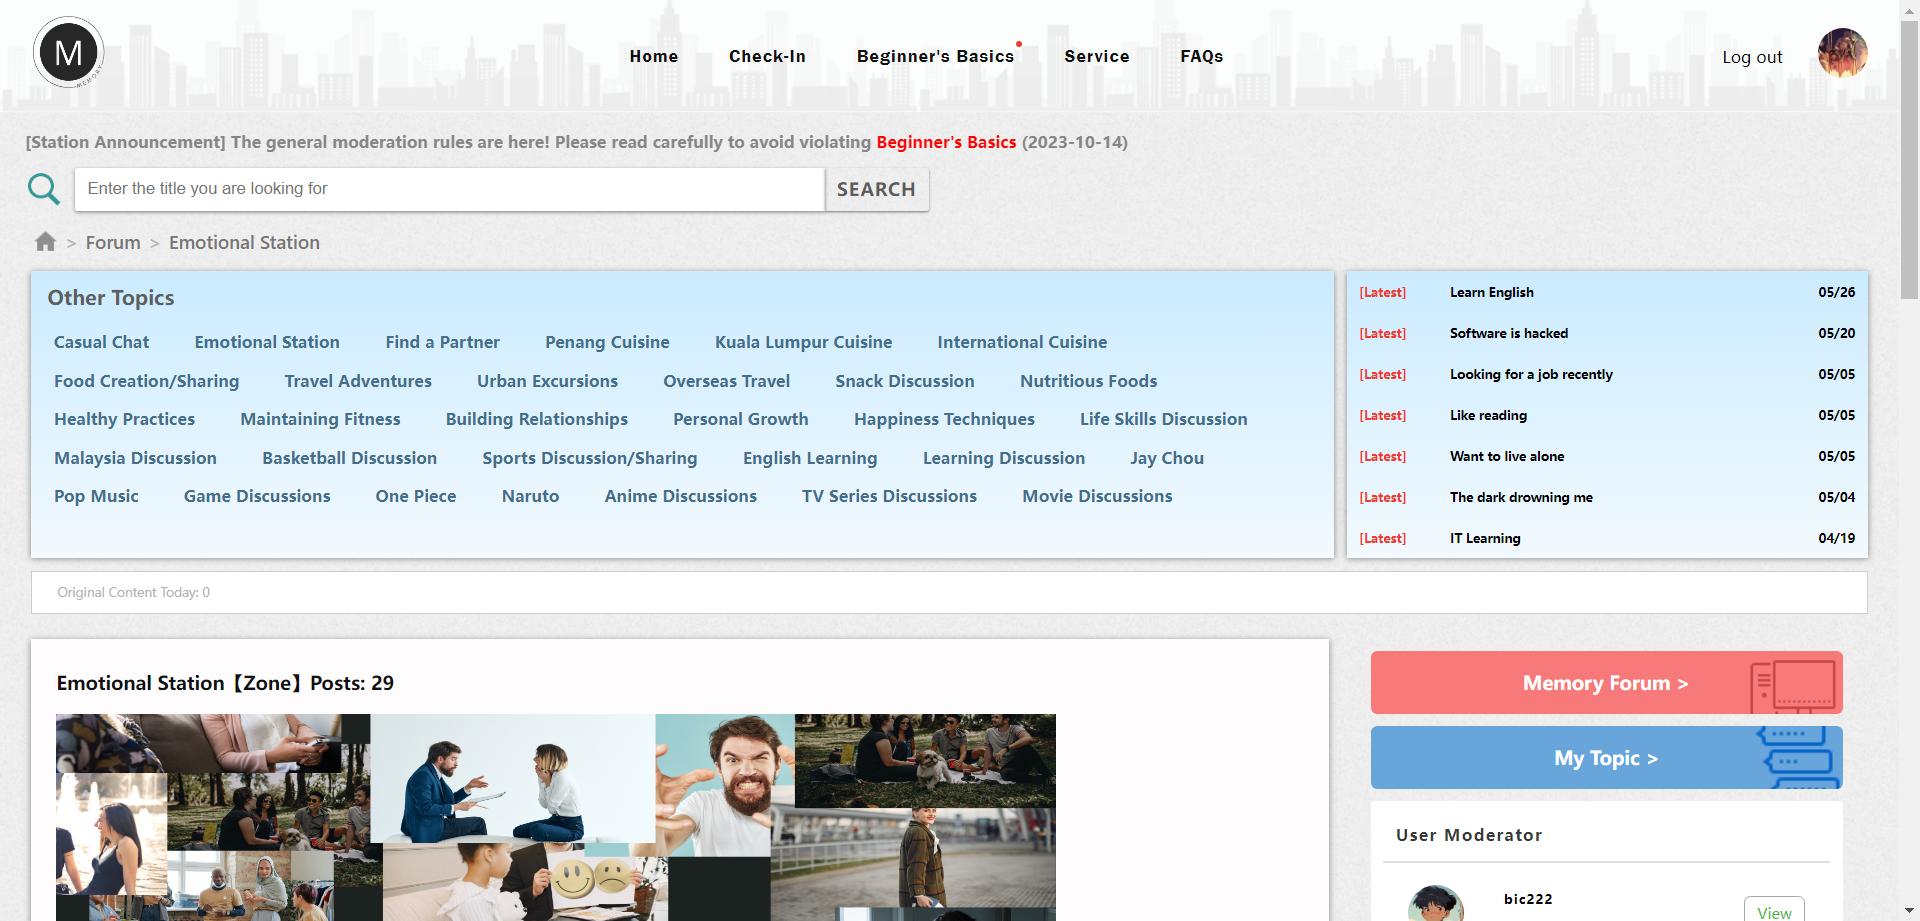 M
MEMORY
Home Check-In Beginner's Basics Service FAQs
Log out
[Station Announcement] The general moderation rules are here! Please read carefully to avoid violating Beginner's Basics (2023-10-14)
Enter the title you are looking for
SEARCH
> Forum > Emotional Station
Other Topics
Casual Chat Emotional Station Find a Partner Penang Cuisine Kuala Lumpur Cuisine International Cuisine
Food Creation/Sharing Travel Adventures Urban Excursions Overseas Travel Snack Discussion Nutritious Foods
Healthy Practices Maintaining Fitness Building Relationships Personal Growth Happiness Techniques Life Skills Discussion
Malaysia Discussion Basketball Discussion Sports Discussion/Sharing English Learning Learning Discussion Jay Chou
Pop Music Game Discussions One Piece Naruto Anime Discussions TV Series Discussions Movie Discussions
[Latest] Learn English 05/26
[Latest] Software is hacked 05/20
[Latest] Looking for a job recently 05/05
[Latest] Like reading 05/05
[Latest] Want to live alone 05/05
[Latest] The dark drowning me 05/04
[Latest] IT Learning 04/19
Original Content Today: 0
Emotional Station【Zone】Posts: 29
Memory Forum >
My Topic >
User Moderator
bic222
View